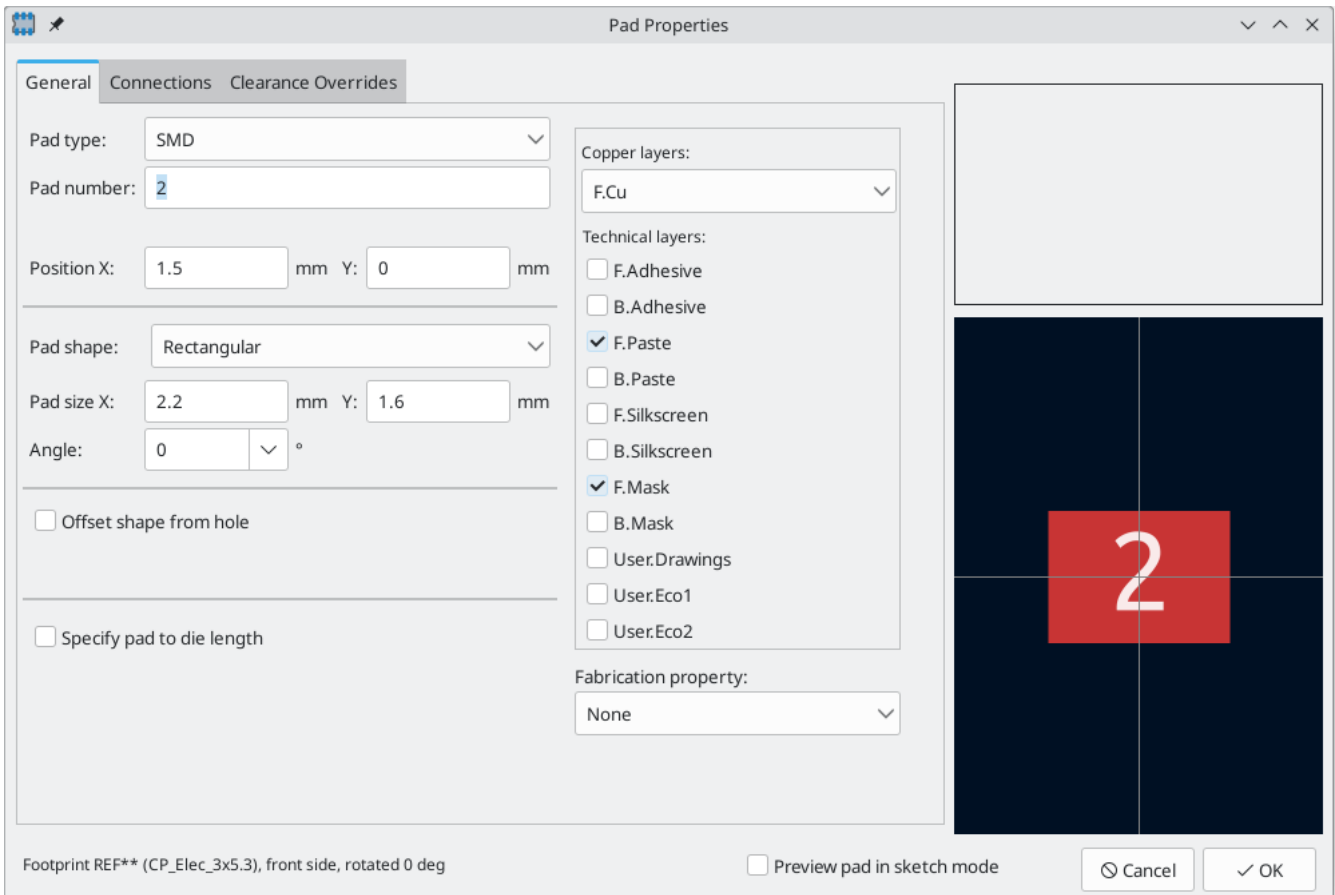 Pad Properties
General Connections Clearance Overrides
Pad type: SMD
Pad number: 2
Position X: 1.5 mm Y: 0 mm
Pad shape: Rectangular
Pad size X: 2.2 mm Y: 1.6 mm
Angle: 0 °
Offset shape from hole
Specify pad to die length
Copper layers:
F.Cu
Technical layers:
F.Adhesive
B.Adhesive
F.Paste
B.Paste
F.Silkscreen
B.Silkscreen
F.Mask
B.Mask
User.Drawings
User.Eco1
User.Eco2
Fabrication property:
None
2
Footprint REF** (CP_Elec_3x5.3), front side, rotated 0 deg
Preview pad in sketch mode
Cancel
OK